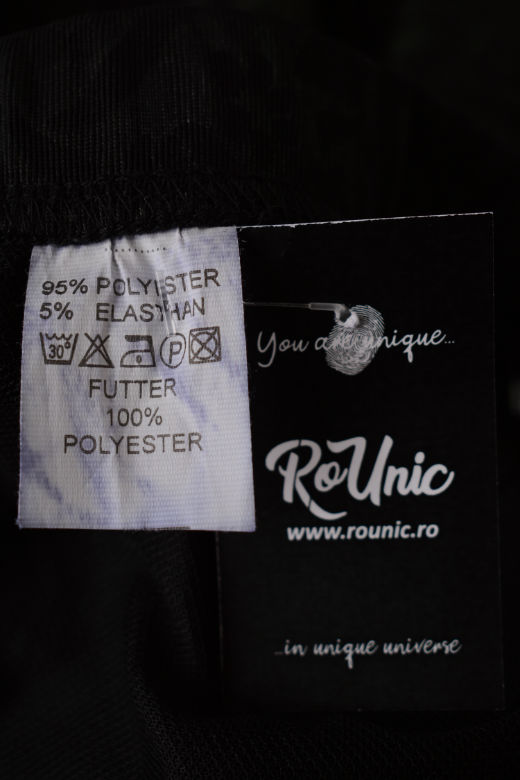 95% POLYESTER
5% ELASTHAN
30°
P
FUTTER
100%
POLYESTER
You are unique...
RoUnic
www.rounic.ro
...in unique universe